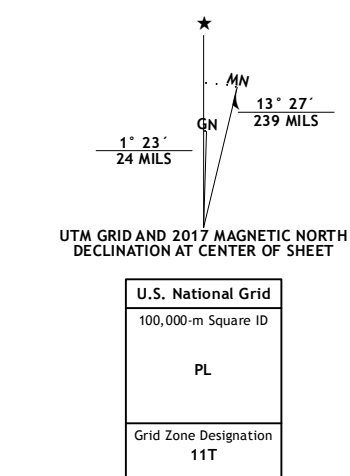 ★
MN
GN
13° 27´
239 MILS
1° 23´
24 MILS
UTM GRID AND 2017 MAGNETIC NORTH
DECLINATION AT CENTER OF SHEET
U.S. National Grid
100,000-m Square ID
PL
Grid Zone Designation
11T